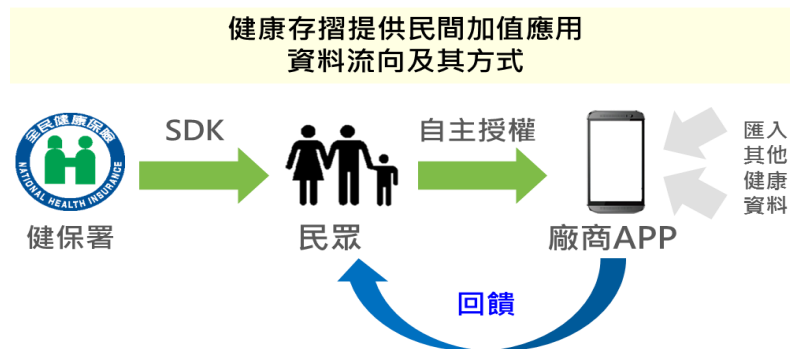 健康存摺提供民間加值應用
資料流向及其方式
全民健康保險
NATIONAL HEALTH INSURANCE
SDK
自主授權
匯入
其他
健康
資料
健保署
民眾
廠商APP
回饋